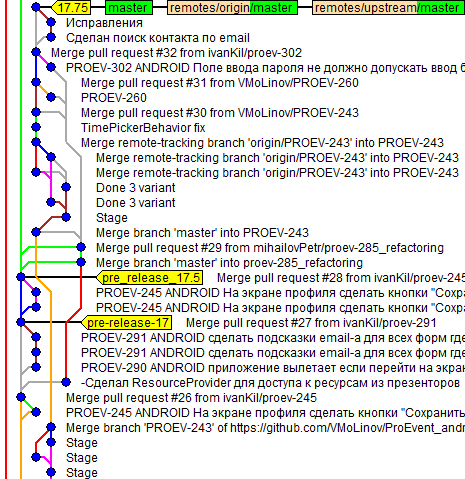 17.75 master remotes/origin/master remotes/upstream/master
Исправления
Сделан поиск контакта по email
Merge pull request #32 from ivanKil/proev-302
PROEV-302 ANDROID Поле ввода пароля не должно допускать ввод б
Merge pull request #31 from VMoLinov/PROEV-260
PROEV-260
Merge pull request #30 from VMoLinov/PROEV-243
TimePickerBehavior fix
Merge remote-tracking branch 'origin/PROEV-243' into PROEV-243
Merge remote-tracking branch 'origin/PROEV-243' into PROEV-243
Merge remote-tracking branch 'origin/PROEV-243' into PROEV-243
Done 3 variant
Done 3 variant
Stage
Merge branch 'master' into PROEV-243
Merge pull request #29 from mihailovPetr/proev-285_refactoring
Merge branch 'master' into proev-285_refactoring
pre_release_17.5 Merge pull request #28 from ivanKil/proev-245
PROEV-245 ANDROID На экране профиля сделать кнопки "Сохра
PROEV-245 ANDROID На экране профиля сделать кнопки "Сохра
pre-release-17 Merge pull request #27 from ivanKil/proev-291
PROEV-291 ANDROID сделать подсказки email-а для всех форм где
PROEV-291 ANDROID сделать подсказки email-а для всех форм где
PROEV-290 ANDROID приложение вылетает если перейти на экран
-Сделал ResourceProvider для доступа к ресурсам из презенторов
Merge pull request #26 from ivanKil/proev-245
PROEV-245 ANDROID На экране профиля сделать кнопки "Сохранить
Merge branch 'PROEV-243' of https://github.com/VMoLinov/ProEvent_andr
Stage
Stage
Stage